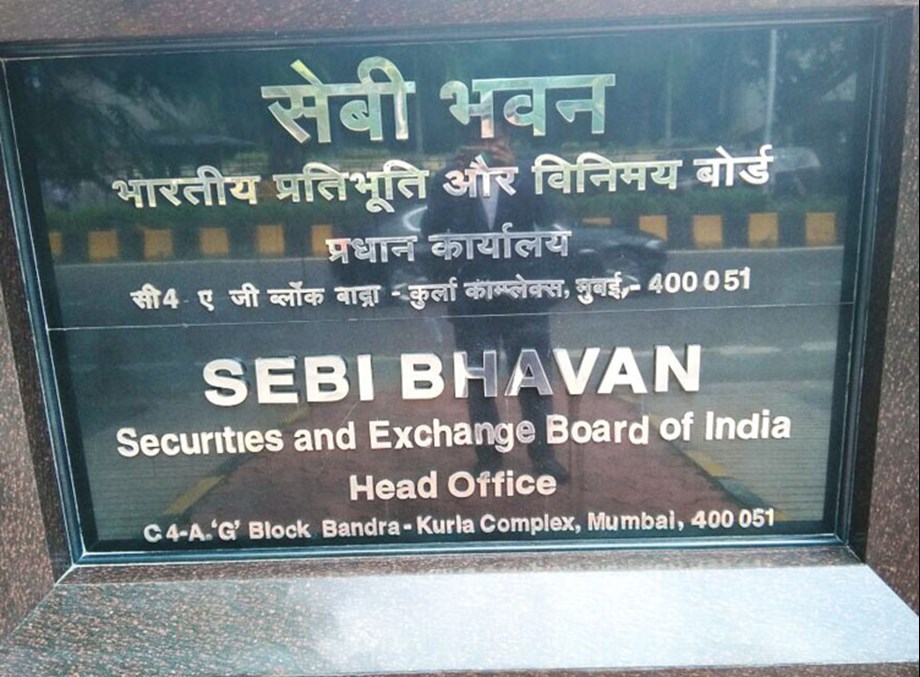 सेबी भवन
भारतीय प्रतिभूति और विनिमय बोर्ड
प्रधान कार्यालय
सी4 ए जी ब्लॉक बाद्रा - कुर्ला काम्प्लेक्स, मुबई,- 400 051
SEBI BHAVAN
Securities and Exchange Board of India
Head Office
C 4-A.‘G’ Block Bandra-Kurla Complex, Mumbai, 400 051